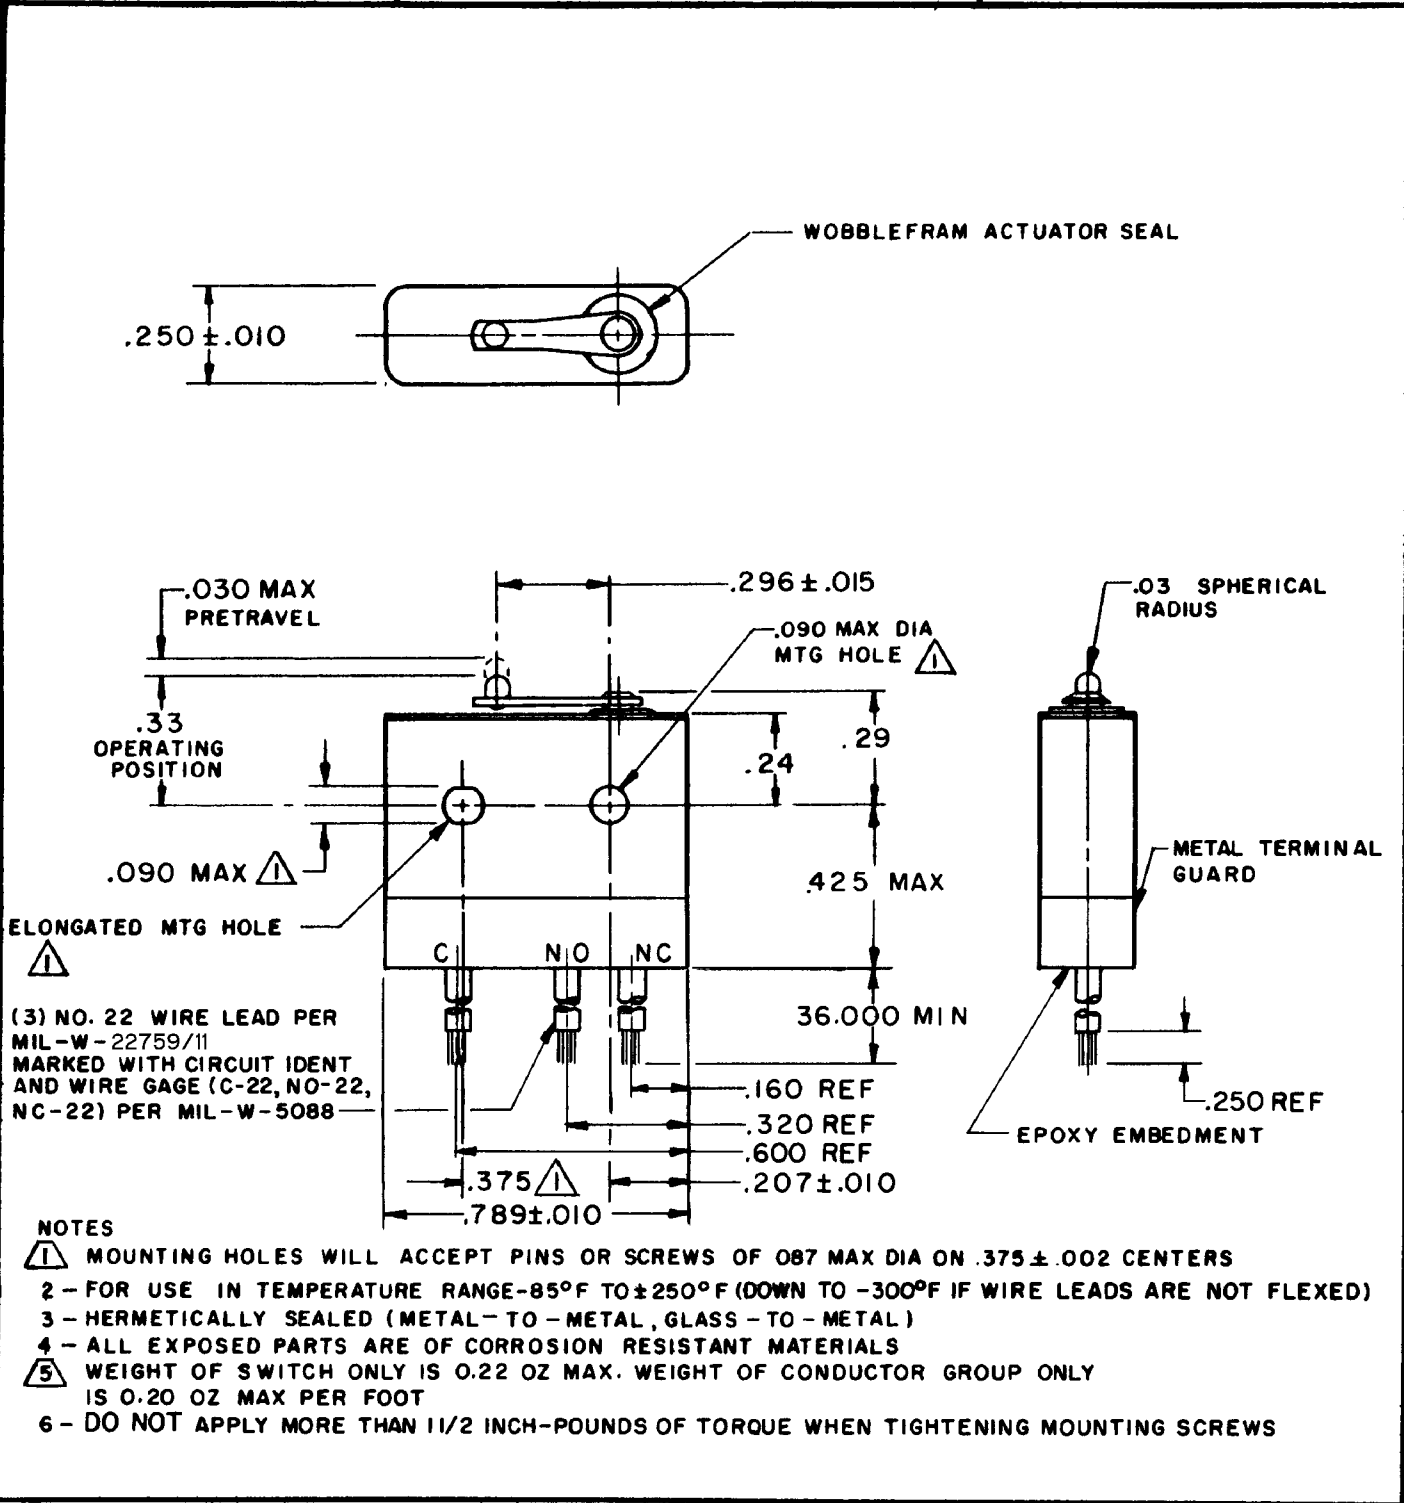 WOBBLEFRAM ACTUATOR SEAL
.250±.010
.030 MAX
PRETRAVEL
.296±.015
.03 SPHERICAL
RADIUS
.090 MAX DIA
MTG HOLE 1
.33
OPERATING
POSITION
.29
.24
.090 MAX 1
METAL TERMINAL
GUARD
.425 MAX
ELONGATED MTG HOLE
1
C NO NC
(3) NO. 22 WIRE LEAD PER
MIL-W-22759/11
MARKED WITH CIRCUIT IDENT
AND WIRE GAGE (C-22, NO-22,
NC-22) PER MIL-W-5088
36.000 MIN
.160 REF
.320 REF
.600 REF
.375 1
.207±.010
.789±.010
.250 REF
EPOXY EMBEDMENT
NOTES
1 MOUNTING HOLES WILL ACCEPT PINS OR SCREWS OF 087 MAX DIA ON .375±.002 CENTERS
2-FOR USE IN TEMPERATURE RANGE-85°F TO±250°F (DOWN TO -300°F IF WIRE LEADS ARE NOT FLEXED)
3-HERMETICALLY SEALED (METAL-TO-METAL, GLASS-TO-METAL)
4-ALL EXPOSED PARTS ARE OF CORROSION RESISTANT MATERIALS
5 WEIGHT OF SWITCH ONLY IS 0.22 OZ MAX. WEIGHT OF CONDUCTOR GROUP ONLY
IS 0.20 OZ MAX PER FOOT
6-DO NOT APPLY MORE THAN 11/2 INCH-POUNDS OF TORQUE WHEN TIGHTENING MOUNTING SCREWS